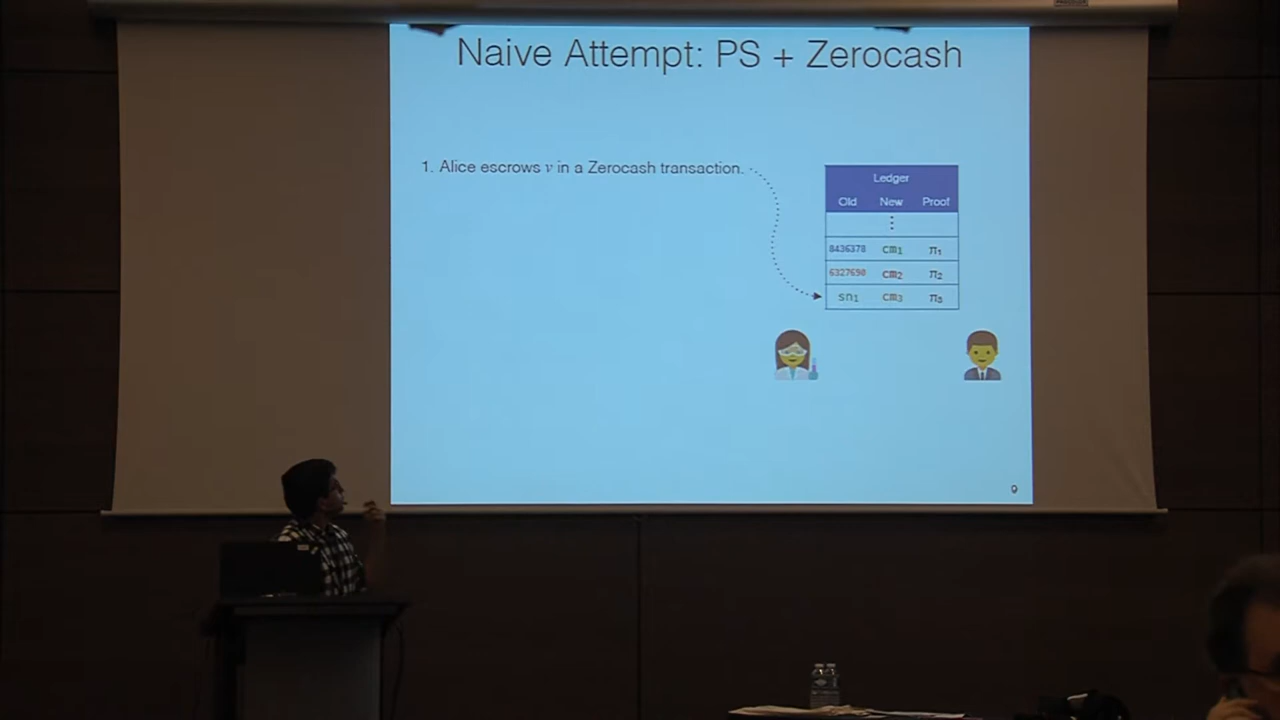 Naive Attempt: PS + Zerocash
1. Alice escrows v in a Zerocash transaction.
Ledger
Old New Proof
⋮
8436378 cm₁ π₁
6327690 cm₂ π₂
sn₁ cm₃ π₃
9